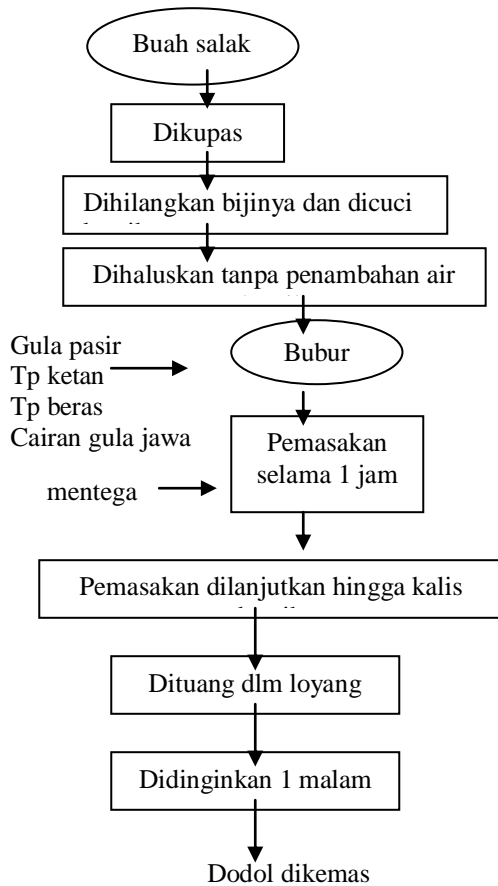 Buah salak
Dikupas
Dihilangkan bijinya dan dicuci
Dihaluskan tanpa penambahan air
Gula pasir
Tp ketan
Tp beras
Cairan gula jawa
Bubur
mentega
Pemasakan
selama 1 jam
Pemasakan dilanjutkan hingga kalis
Dituang dlm loyang
Didinginkan 1 malam
Dodol dikemas